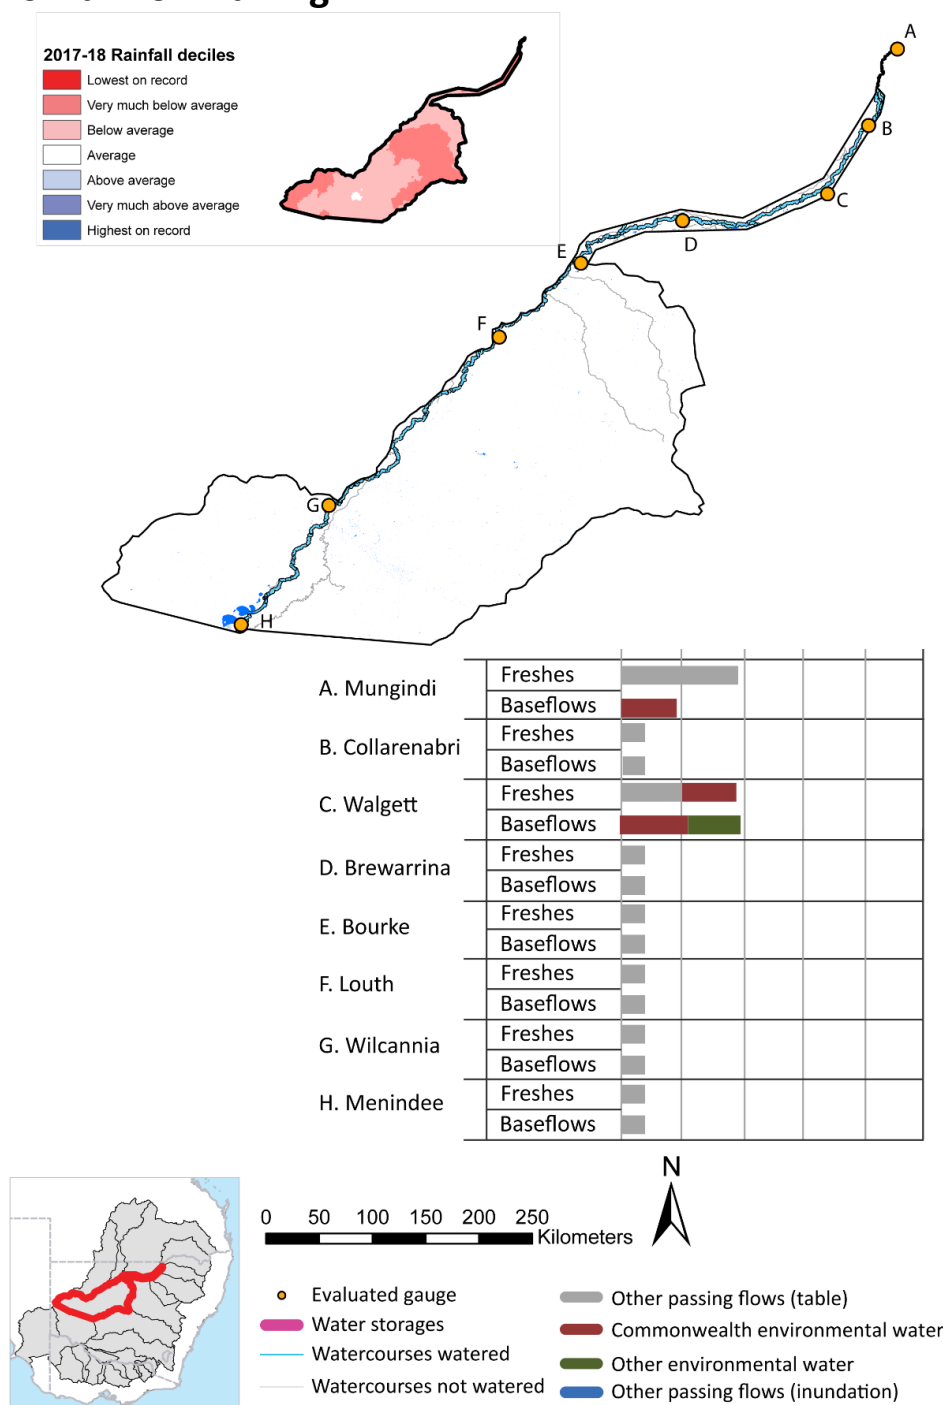 2017-18 Rainfall deciles
Lowest on record
Very much below average
Below average
Average
Above average
Very much above average
Highest on record
A
B
C
D
E
F
G
H
A. Mungindi
Freshes
Baseflows
B. Collarenabri
Freshes
Baseflows
C. Walgett
Freshes
Baseflows
D. Brewarrina
Freshes
Baseflows
E. Bourke
Freshes
Baseflows
F. Louth
Freshes
Baseflows
G. Wilcannia
Freshes
Baseflows
H. Menindee
Freshes
Baseflows
N
0 50 100 150 200 250
Kilometers
Evaluated gauge
Water storages
Watercourses watered
Watercourses not watered
Other passing flows (table)
Commonwealth environmental water
Other environmental water
Other passing flows (inundation)